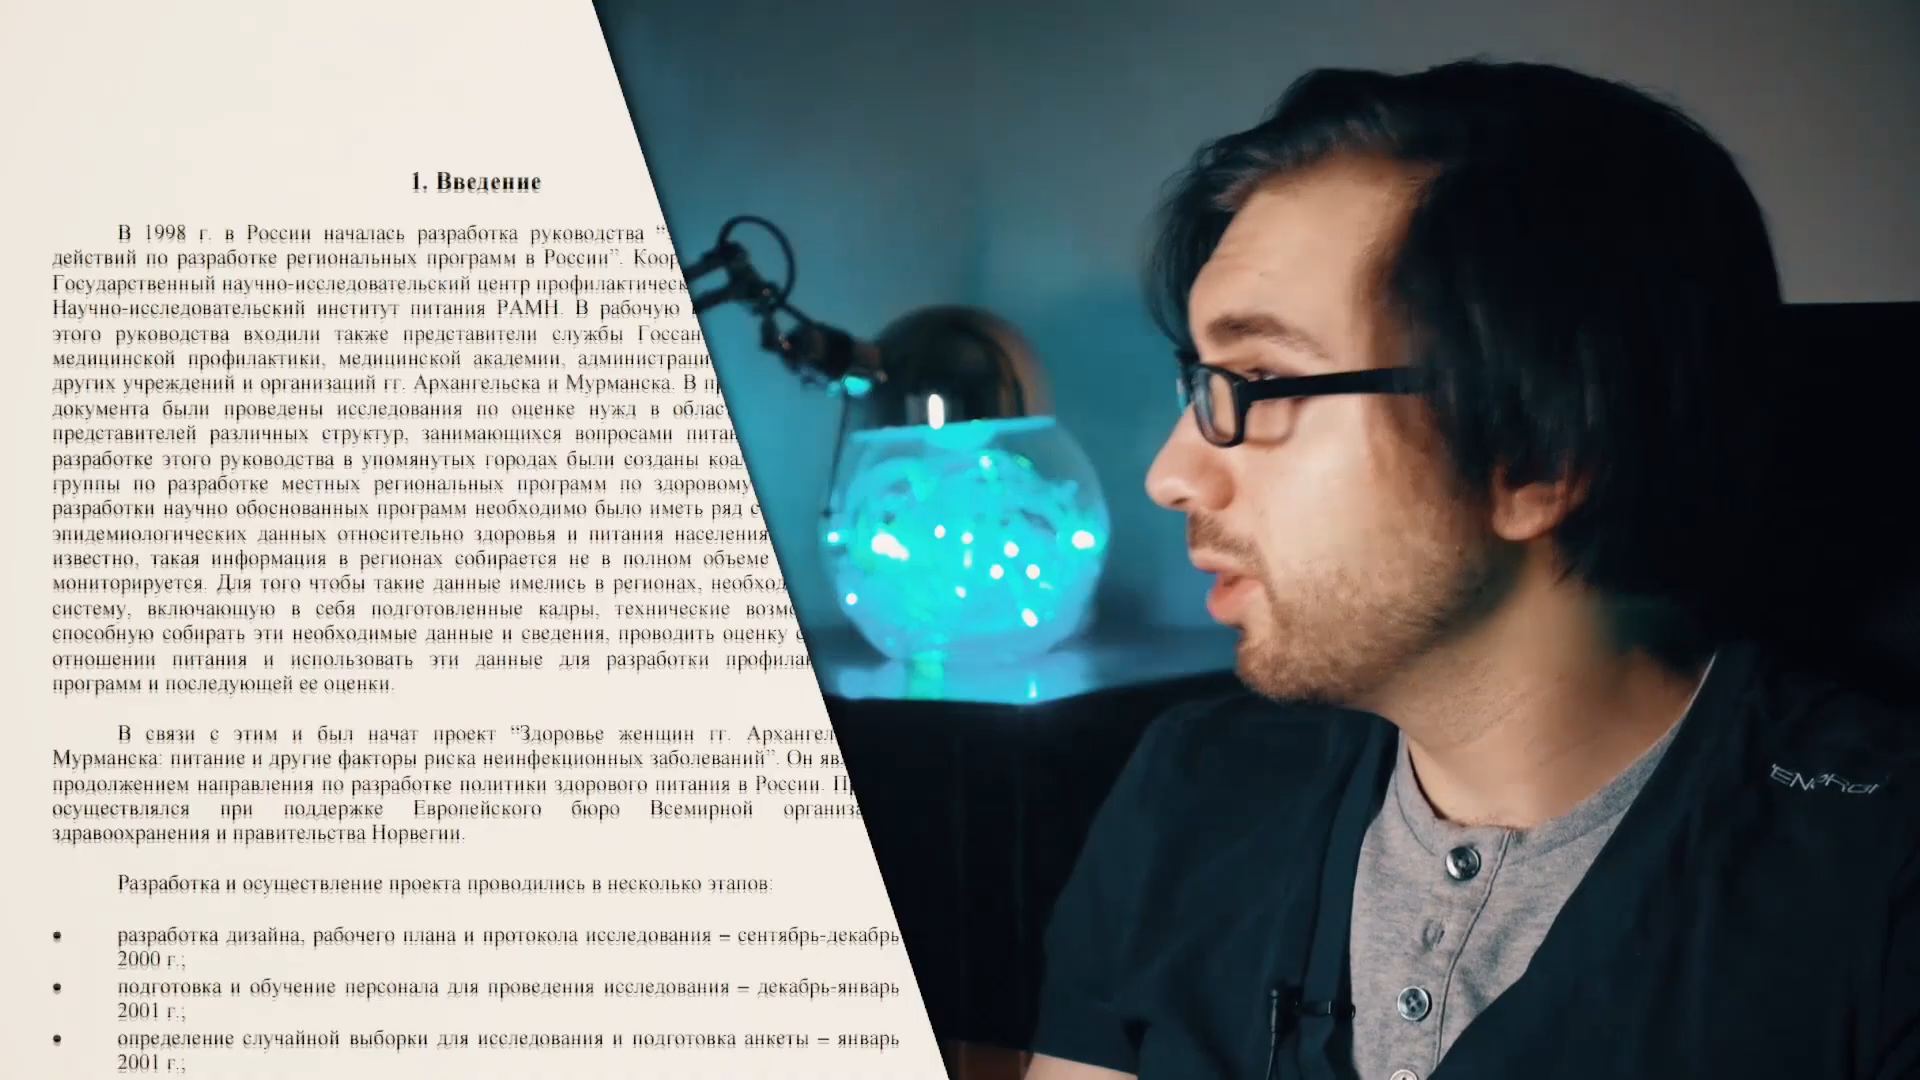 1. Введение
В 1998 г. в России началась разработка руководства “
действий по разработке региональных программ в России”. Коор
Государственный научно-исследовательский центр профилактическ
Научно-исследовательский институт питания РАМН. В рабочую
этого руководства входили также представители службы Госсан
медицинской профилактики, медицинской академии, администраци
других учреждений и организаций гг. Архангельска и Мурманска. В п
документа были проведены исследования по оценке нужд в облас
представителей различных структур, занимающихся вопросами питан
разработке этого руководства в упомянутых городах были созданы коал
группы по разработке местных региональных программ по здоровому
разработки научно обоснованных программ необходимо было иметь ряд с
эпидемиологических данных относительно здоровья и питания населения
известно, такая информация в регионах собирается не в полном объеме
мониторируется. Для того чтобы такие данные имелись в регионах, необход
систему, включающую в себя подготовленные кадры, технические возмо
способную собирать эти необходимые данные и сведения, проводить оценку с
отношении питания и использовать эти данные для разработки профилак
программ и последующей ее оценки.
В связи с этим и был начат проект “Здоровье женщин гг. Архангел
Мурманска: питание и другие факторы риска неинфекционных заболеваний”. Он яв
продолжением направления по разработке политики здорового питания в России. П
осуществлялся при поддержке Европейского бюро Всемирной организа
здравоохранения и правительства Норвегии.
Разработка и осуществление проекта проводились в несколько этапов:
• разработка дизайна, рабочего плана и протокола исследования – сентябрь-декабрь
2000 г.;
• подготовка и обучение персонала для проведения исследования – декабрь-январь
2001 г.;
• определение случайной выборки для исследования и подготовка анкеты – январь
2001 г.;